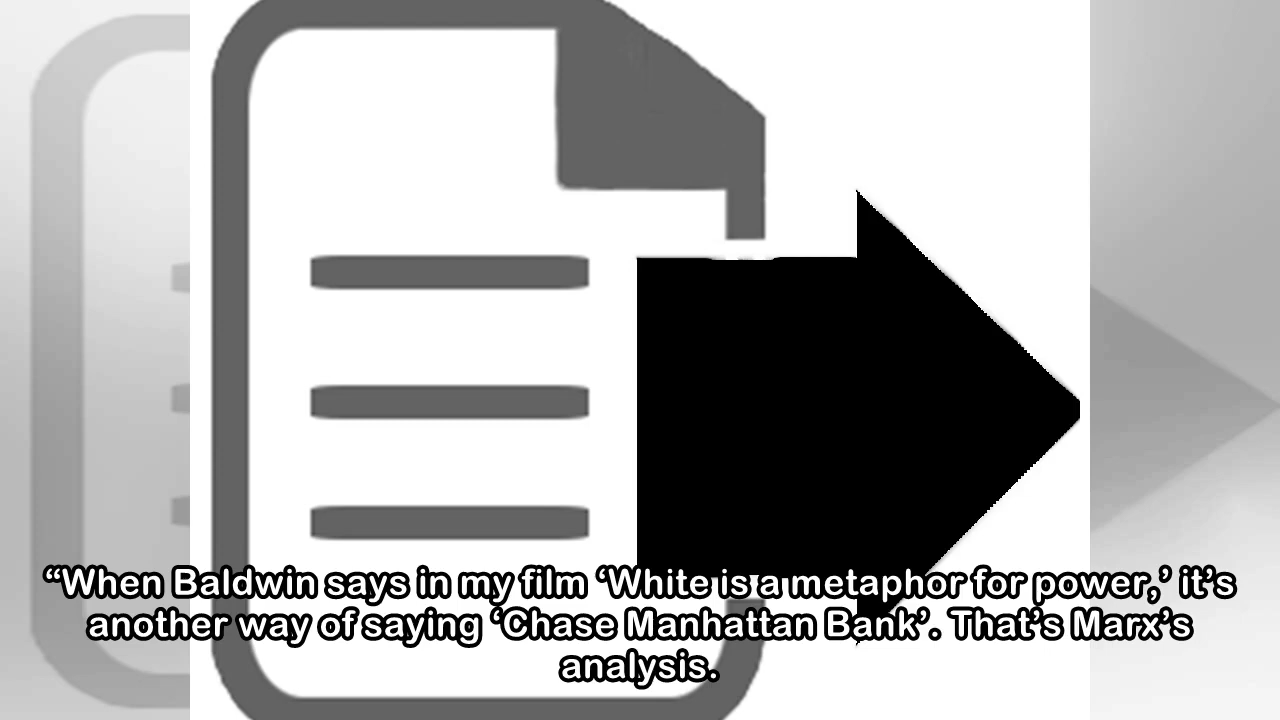 “When Baldwin says in my film ‘White is a metaphor for power,’ it’s
another way of saying ‘Chase Manhattan Bank’. That’s Marx’s
analysis.